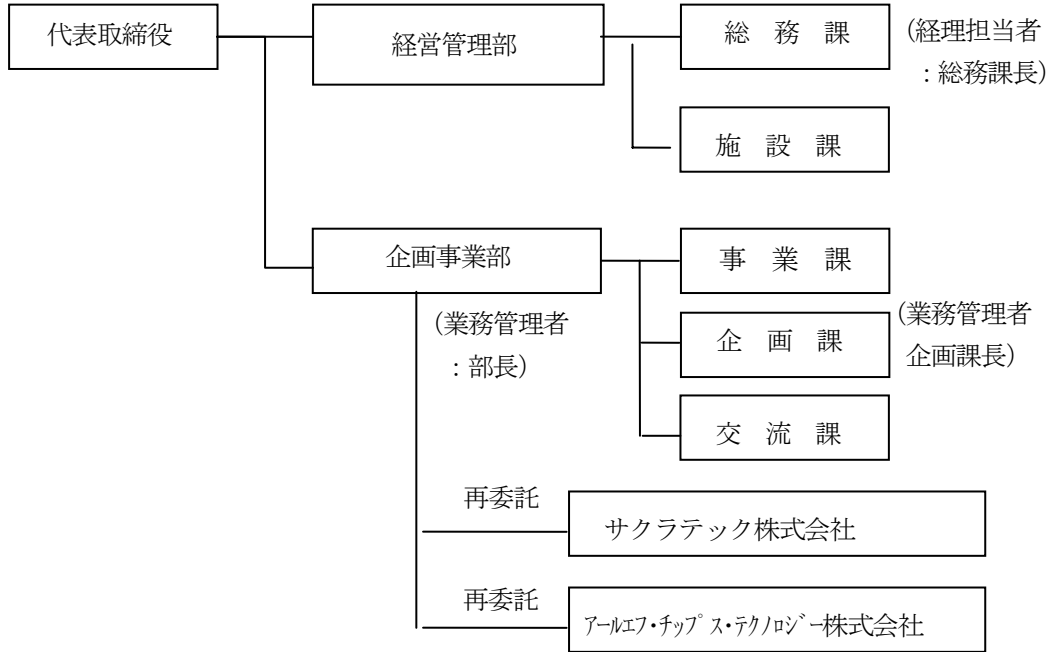 代表取締役
経営管理部
総　務　課
(経理担当者
：総務課長)
施　設　課
企画事業部
事　業　課
(業務管理者
：部長)
企　画　課
(業務管理者
企画課長)
交　流　課
再委託
サクラテック株式会社
再委託
ｱｰﾙｴﾌ・ﾁｯﾌﾟｽ・ﾃｸﾉﾛｼﾞｰ株式会社